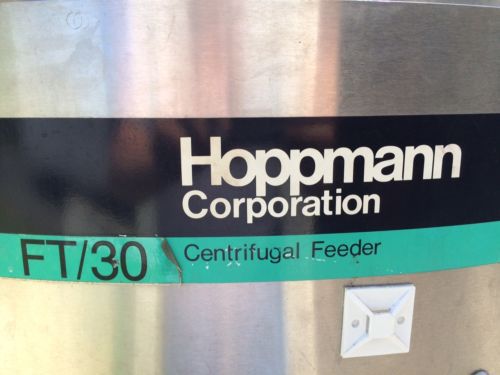 Hoppmann
Corporation
FT/30 Centrifugal Feeder